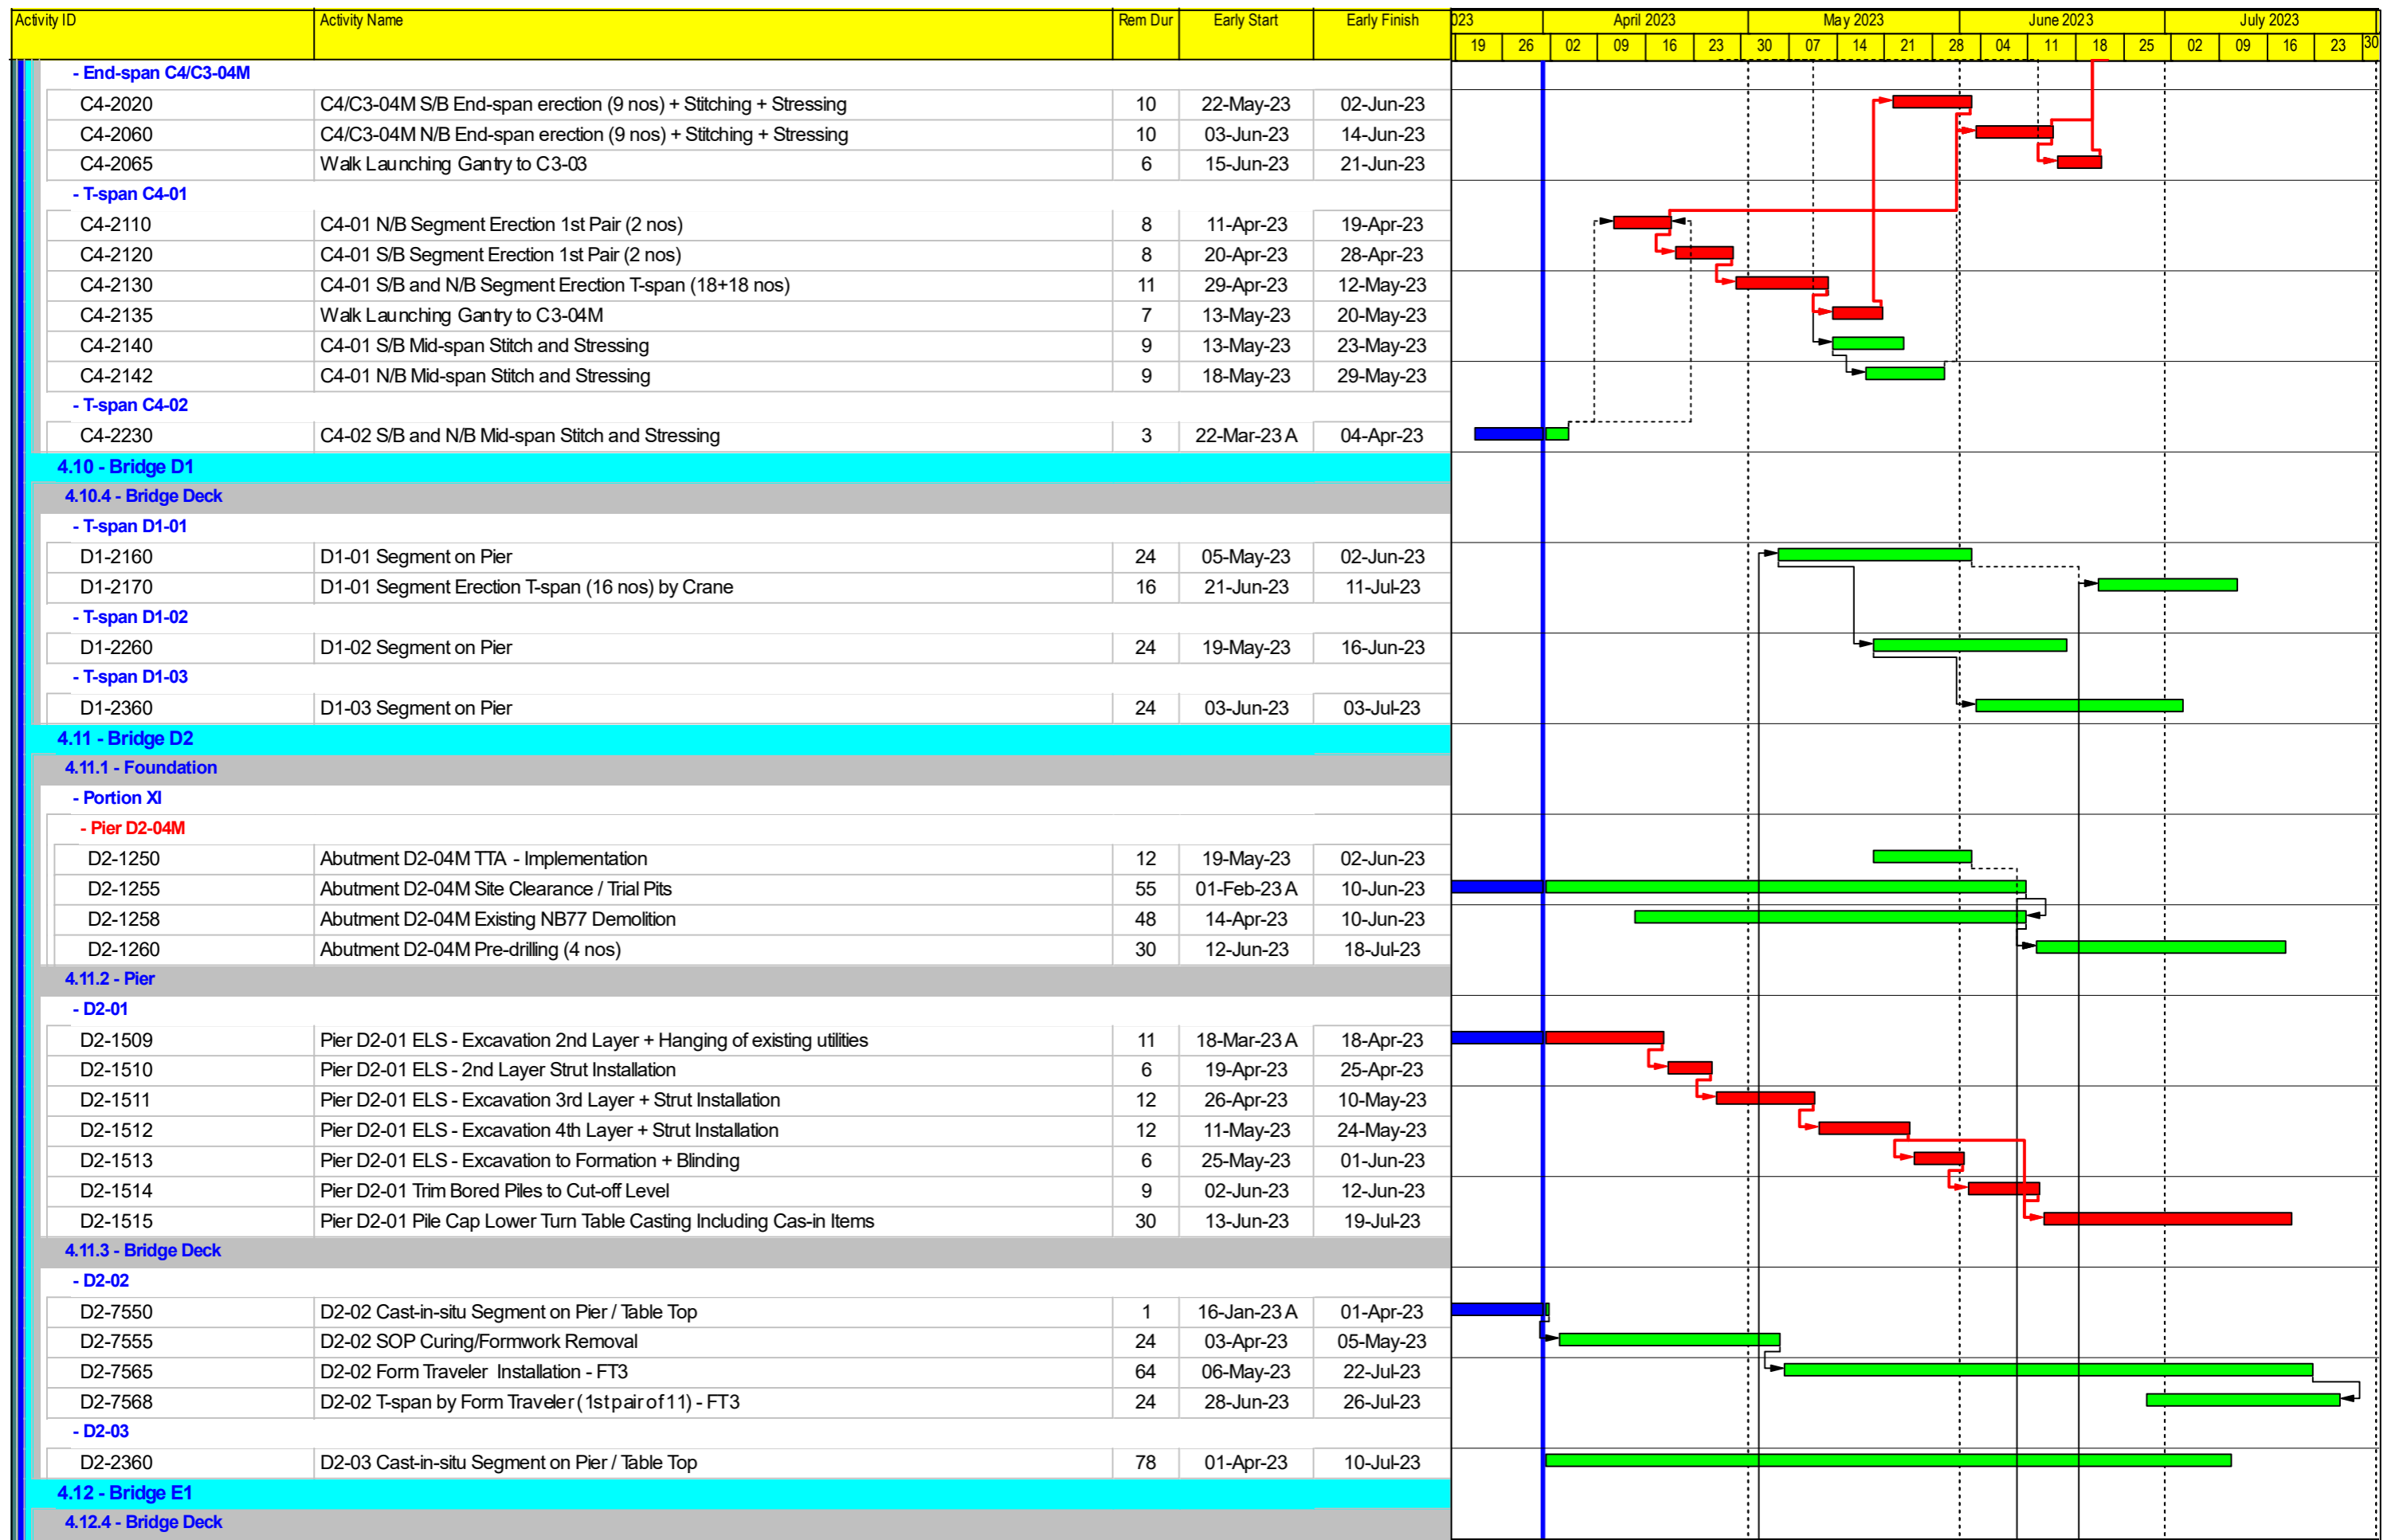 Activity ID Activity Name Rem Dur Early Start Early Finish 023 April 2023 May 2023 June 2023 July 2023
19 26 02 09 16 23 30 07 14 21 28 04 11 18 25 02 09 16 23 30
- End-span C4/C3-04M
C4-2020 C4/C3-04M S/B End-span erection (9 nos) + Stitching + Stressing 10 22-May-23 02-Jun-23
C4-2060 C4/C3-04M N/B End-span erection (9 nos) + Stitching + Stressing 10 03-Jun-23 14-Jun-23
C4-2065 Walk Launching Gantry to C3-03 6 15-Jun-23 21-Jun-23
- T-span C4-01
C4-2110 C4-01 N/B Segment Erection 1st Pair (2 nos) 8 11-Apr-23 19-Apr-23
C4-2120 C4-01 S/B Segment Erection 1st Pair (2 nos) 8 20-Apr-23 28-Apr-23
C4-2130 C4-01 S/B and N/B Segment Erection T-span (18+18 nos) 11 29-Apr-23 12-May-23
C4-2135 Walk Launching Gantry to C3-04M 7 13-May-23 20-May-23
C4-2140 C4-01 S/B Mid-span Stitch and Stressing 9 13-May-23 23-May-23
C4-2142 C4-01 N/B Mid-span Stitch and Stressing 9 18-May-23 29-May-23
- T-span C4-02
C4-2230 C4-02 S/B and N/B Mid-span Stitch and Stressing 3 22-Mar-23 A 04-Apr-23
4.10 - Bridge D1
4.10.4 - Bridge Deck
- T-span D1-01
D1-2160 D1-01 Segment on Pier 24 05-May-23 02-Jun-23
D1-2170 D1-01 Segment Erection T-span (16 nos) by Crane 16 21-Jun-23 11-Jul-23
- T-span D1-02
D1-2260 D1-02 Segment on Pier 24 19-May-23 16-Jun-23
- T-span D1-03
D1-2360 D1-03 Segment on Pier 24 03-Jun-23 03-Jul-23
4.11 - Bridge D2
4.11.1 - Foundation
- Portion XI
- Pier D2-04M
D2-1250 Abutment D2-04M TTA - Implementation 12 19-May-23 02-Jun-23
D2-1255 Abutment D2-04M Site Clearance / Trial Pits 55 01-Feb-23 A 10-Jun-23
D2-1258 Abutment D2-04M Existing NB77 Demolition 48 14-Apr-23 10-Jun-23
D2-1260 Abutment D2-04M Pre-drilling (4 nos) 30 12-Jun-23 18-Jul-23
4.11.2 - Pier
- D2-01
D2-1509 Pier D2-01 ELS - Excavation 2nd Layer + Hanging of existing utilities 11 18-Mar-23 A 18-Apr-23
D2-1510 Pier D2-01 ELS - 2nd Layer Strut Installation 6 19-Apr-23 25-Apr-23
D2-1511 Pier D2-01 ELS - Excavation 3rd Layer + Strut Installation 12 26-Apr-23 10-May-23
D2-1512 Pier D2-01 ELS - Excavation 4th Layer + Strut Installation 12 11-May-23 24-May-23
D2-1513 Pier D2-01 ELS - Excavation to Formation + Blinding 6 25-May-23 01-Jun-23
D2-1514 Pier D2-01 Trim Bored Piles to Cut-off Level 9 02-Jun-23 12-Jun-23
D2-1515 Pier D2-01 Pile Cap Lower Turn Table Casting Including Cas-in Items 30 13-Jun-23 19-Jul-23
4.11.3 - Bridge Deck
- D2-02
D2-7550 D2-02 Cast-in-situ Segment on Pier / Table Top 1 16-Jan-23 A 01-Apr-23
D2-7555 D2-02 SOP Curing/Formwork Removal 24 03-Apr-23 05-May-23
D2-7565 D2-02 Form Traveler Installation - FT3 64 06-May-23 22-Jul-23
D2-7568 D2-02 T-span by Form Traveler (1st pair of 11) - FT3 24 28-Jun-23 26-Jul-23
- D2-03
D2-2360 D2-03 Cast-in-situ Segment on Pier / Table Top 78 01-Apr-23 10-Jul-23
4.12 - Bridge E1
4.12.4 - Bridge Deck